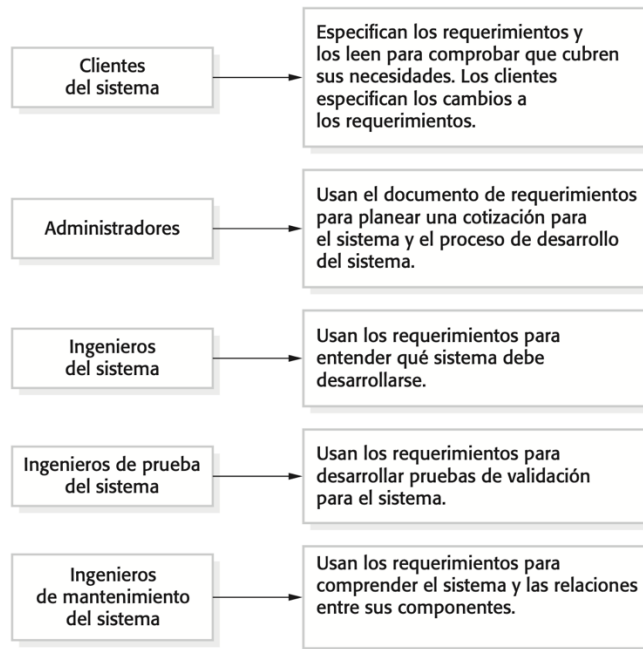 Clientes
del sistema
Especifican los requerimientos y
los leen para comprobar que cubren
sus necesidades. Los clientes
especifican los cambios a
los requerimientos.
Administradores
Usan el documento de requerimientos
para planear una cotización para
el sistema y el proceso de desarrollo
del sistema.
Ingenieros
del sistema
Usan los requerimientos para
entender qué sistema debe
desarrollarse.
Ingenieros de prueba
del sistema
Usan los requerimientos para
desarrollar pruebas de validación
para el sistema.
Ingenieros
de mantenimiento
del sistema
Usan los requerimientos para
comprender el sistema y las relaciones
entre sus componentes.